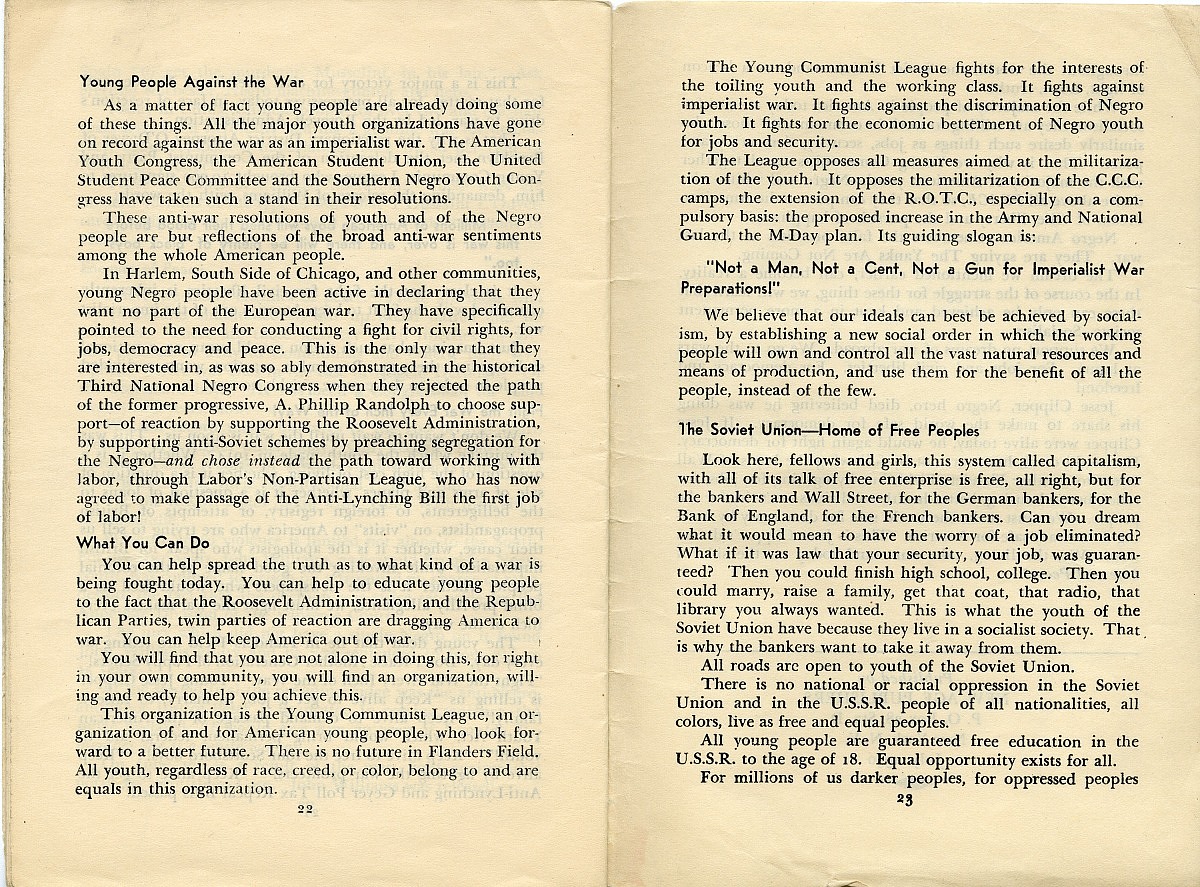 Young People Against the War
As a matter of fact young people are already doing some
of these things. All the major youth organizations have gone
on record against the war as an imperialist war. The American
Youth Congress, the American Student Union, the United
Student Peace Committee and the Southern Negro Youth Con-
gress have taken such a stand in their resolutions.
These anti-war resolutions of youth and of the Negro
people are but reflections of the broad anti-war sentiments
among the whole American people.
In Harlem, South Side of Chicago, and other communities,
young Negro people have been active in declaring that they
want no part of the European war. They have specifically
pointed to the need for conducting a fight for civil rights, for
jobs, democracy and peace. This is the only war that they
are interested in, as was so ably demonstrated in the historical
Third National Negro Congress when they rejected the path
of the former progressive, A. Phillip Randolph to choose sup-
port—of reaction by supporting the Roosevelt Administration,
by supporting anti-Soviet schemes by preaching segregation for
the Negro—and chose instead the path toward working with
labor, through Labor's Non-Partisan League, who has now
agreed to make passage of the Anti-Lynching Bill the first job
of labor!
What You Can Do
You can help spread the truth as to what kind of a war is
being fought today. You can help to educate young people
to the fact that the Roosevelt Administration, and the Repub-
lican Parties, twin parties of reaction are dragging America to
war. You can help keep America out of war.
You will find that you are not alone in doing this, for right
in your own community, you will find an organization, will-
ing and ready to help you achieve this.
This organization is the Young Communist League, an or-
ganization of and for American young people, who look for-
ward to a better future. There is no future in Flanders Field.
All youth, regardless of race, creed, or color, belong to and are
equals in this organization.
22
The Young Communist League fights for the interests of
the toiling youth and the working class. It fights against
imperialist war. It fights against the discrimination of Negro
youth. It fights for the economic betterment of Negro youth
for jobs and security.
The League opposes all measures aimed at the militariza-
tion of the youth. It opposes the militarization of the C.C.C.
camps, the extension of the R.O.T.C., especially on a com-
pulsory basis: the proposed increase in the Army and National
Guard, the M-Day plan. Its guiding slogan is:
"Not a Man, Not a Cent, Not a Gun for Imperialist War
Preparations!"
We believe that our ideals can best be achieved by social-
ism, by establishing a new social order in which the working
people will own and control all the vast natural resources and
means of production, and use them for the benefit of all the
people, instead of the few.
The Soviet Union—Home of Free Peoples
Look here, fellows and girls, this system called capitalism,
with all of its talk of free enterprise is free, all right, but for
the bankers and Wall Street, for the German bankers, for the
Bank of England, for the French bankers. Can you dream
what it would mean to have the worry of a job eliminated?
What if it was law that your security, your job, was guaran-
teed? Then you could finish high school, college. Then you
could marry, raise a family, get that coat, that radio, that
library you always wanted. This is what the youth of the
Soviet Union have because they live in a socialist society. That
is why the bankers want to take it away from them.
All roads are open to youth of the Soviet Union.
There is no national or racial oppression in the Soviet
Union and in the U.S.S.R. people of all nationalities, all
colors, live as free and equal peoples.
All young people are guaranteed free education in the
U.S.S.R. to the age of 18. Equal opportunity exists for all.
For millions of us darker peoples, for oppressed peoples
23